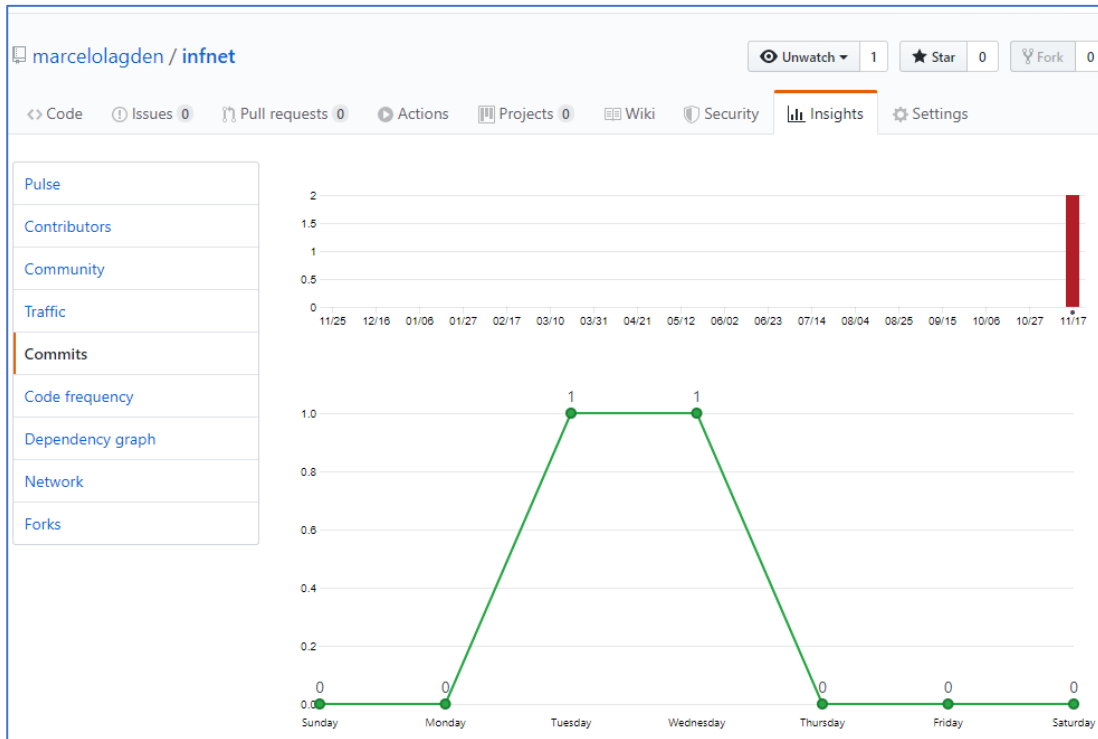 marcelolagden / infnet
Unwatch 1 Star 0 Fork 0
Code Issues 0 Pull requests 0 Actions Projects 0 Wiki Security Insights Settings
Pulse
Contributors
Community
Traffic
Commits
Code frequency
Dependency graph
Network
Forks
2
1.5
1
0.5
0
11/25 12/16 01/06 01/27 02/17 03/10 03/31 04/21 05/12 06/02 06/23 07/14 08/04 08/25 09/15 10/06 10/27 11/17
1 1
1.0
0.8
0.6
0.4
0.2
0 0 0 0 0
0.0
Sunday Monday Tuesday Wednesday Thursday Friday Saturday